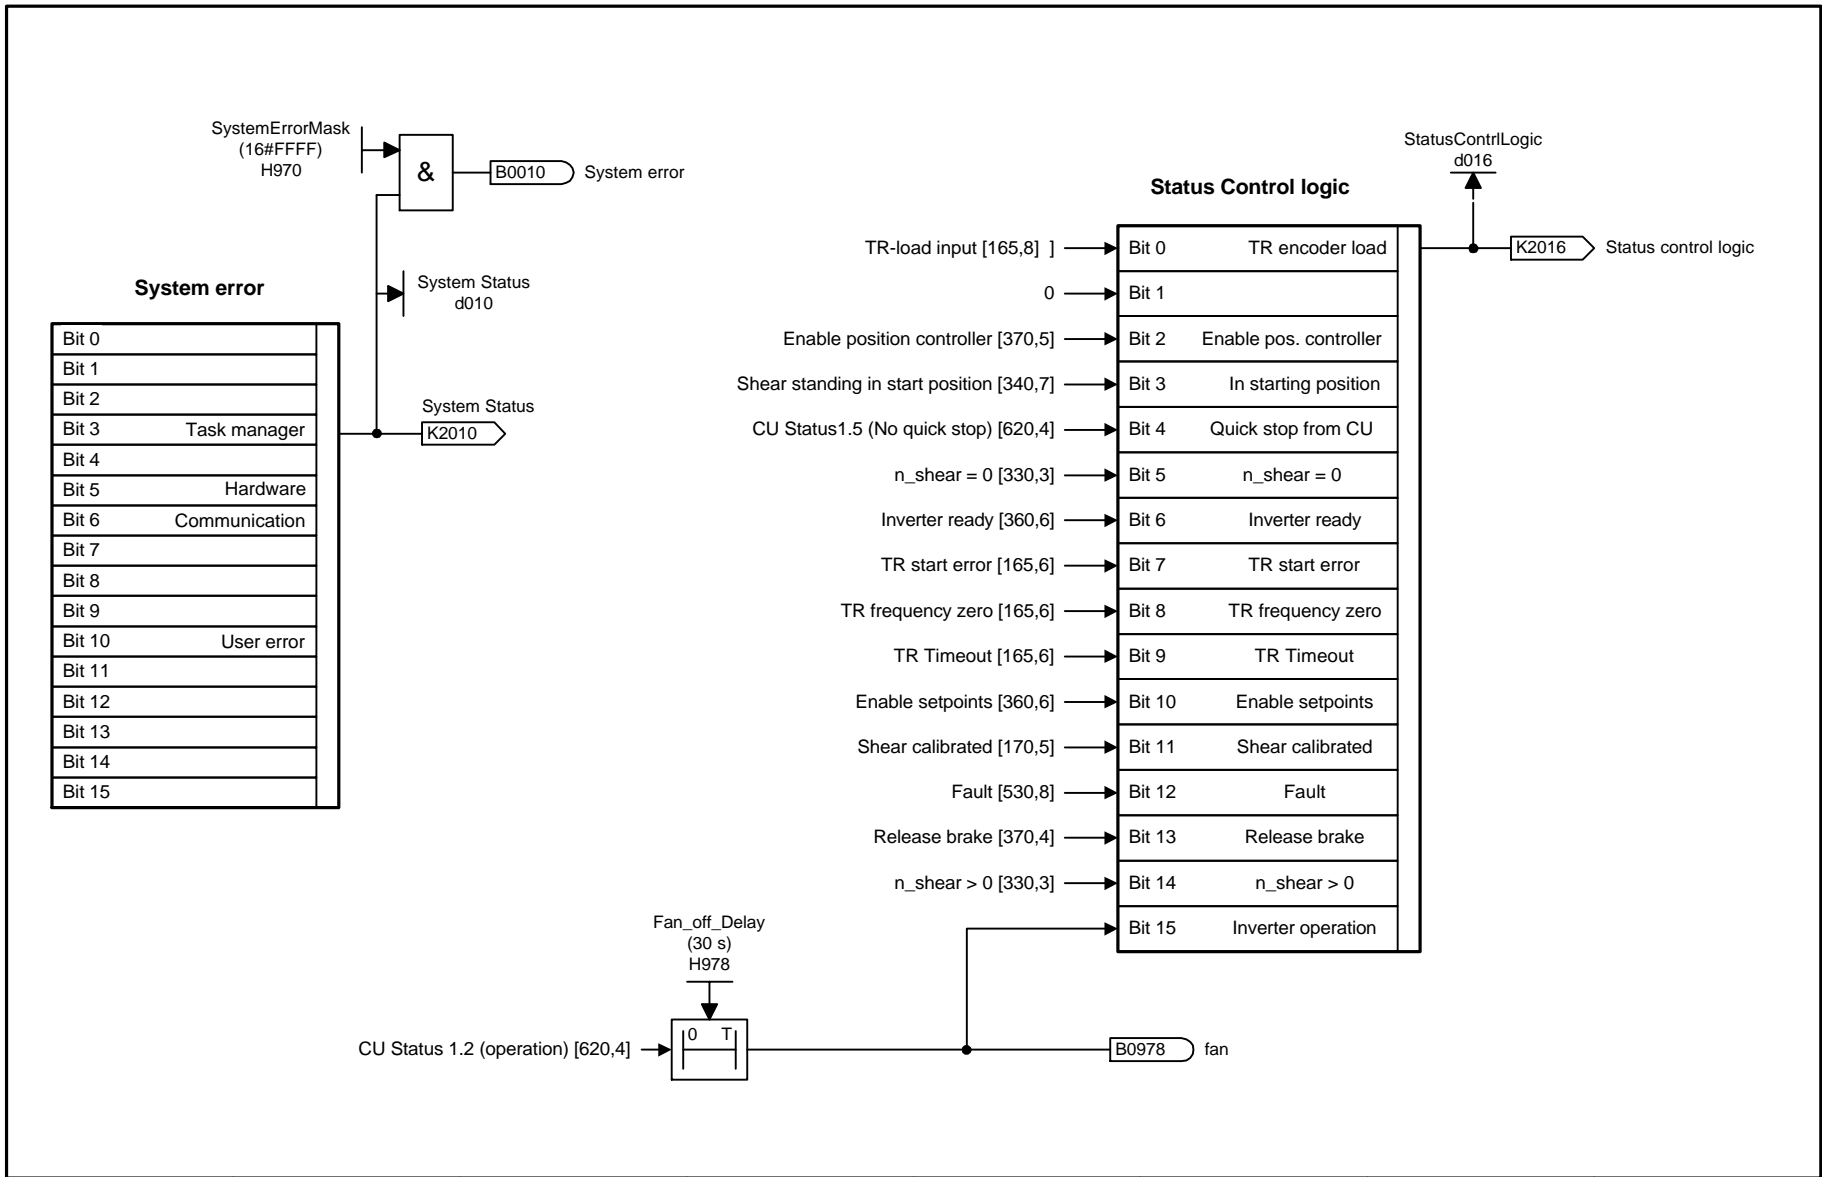 SystemErrorMask
(16#FFFF)
H970
&
B0010 System error
System Status
d010
System error
Bit 0
Bit 1
Bit 2
Bit 3 Task manager
Bit 4
Bit 5 Hardware
Bit 6 Communication
Bit 7
Bit 8
Bit 9
Bit 10 User error
Bit 11
Bit 12
Bit 13
Bit 14
Bit 15
System Status
K2010
StatusContrlLogic
d016
Status Control logic
TR-load input [165,8] ] Bit 0 TR encoder load
K2016 Status control logic
0 Bit 1
Enable position controller [370,5] Bit 2 Enable pos. controller
Shear standing in start position [340,7] Bit 3 In starting position
CU Status1.5 (No quick stop) [620,4] Bit 4 Quick stop from CU
n_shear = 0 [330,3] Bit 5 n_shear = 0
Inverter ready [360,6] Bit 6 Inverter ready
TR start error [165,6] Bit 7 TR start error
TR frequency zero [165,6] Bit 8 TR frequency zero
TR Timeout [165,6] Bit 9 TR Timeout
Enable setpoints [360,6] Bit 10 Enable setpoints
Shear calibrated [170,5] Bit 11 Shear calibrated
Fault [530,8] Bit 12 Fault
Release brake [370,4] Bit 13 Release brake
n_shear > 0 [330,3] Bit 14 n_shear > 0
Bit 15 Inverter operation
Fan_off_Delay
(30 s)
H978
0 T
CU Status 1.2 (operation) [620,4]
B0978 fan